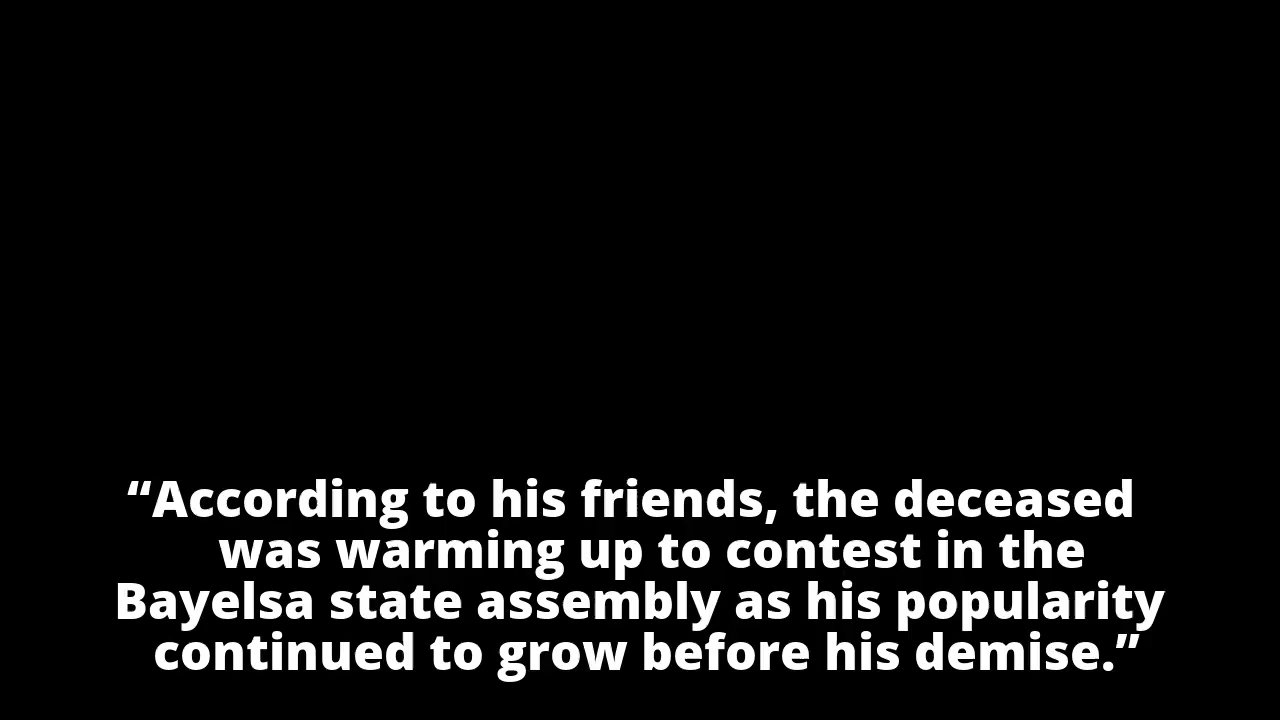 “According to his friends, the deceased
was warming up to contest in the
Bayelsa state assembly as his popularity
continued to grow before his demise.”